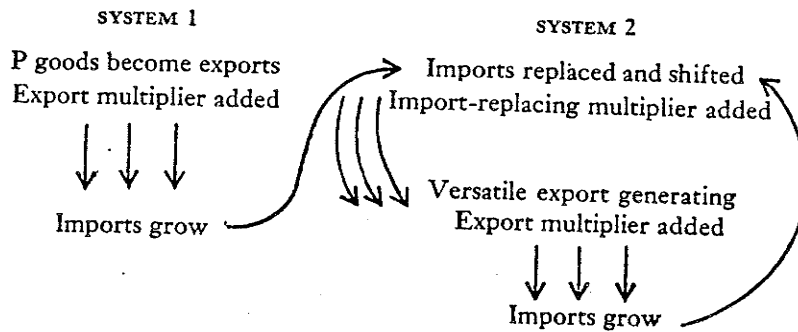 SYSTEM 1
P goods become exports
Export multiplier added
Imports grow
SYSTEM 2
Imports replaced and shifted
Import-replacing multiplier added
Versatile export generating
Export multiplier added
Imports grow